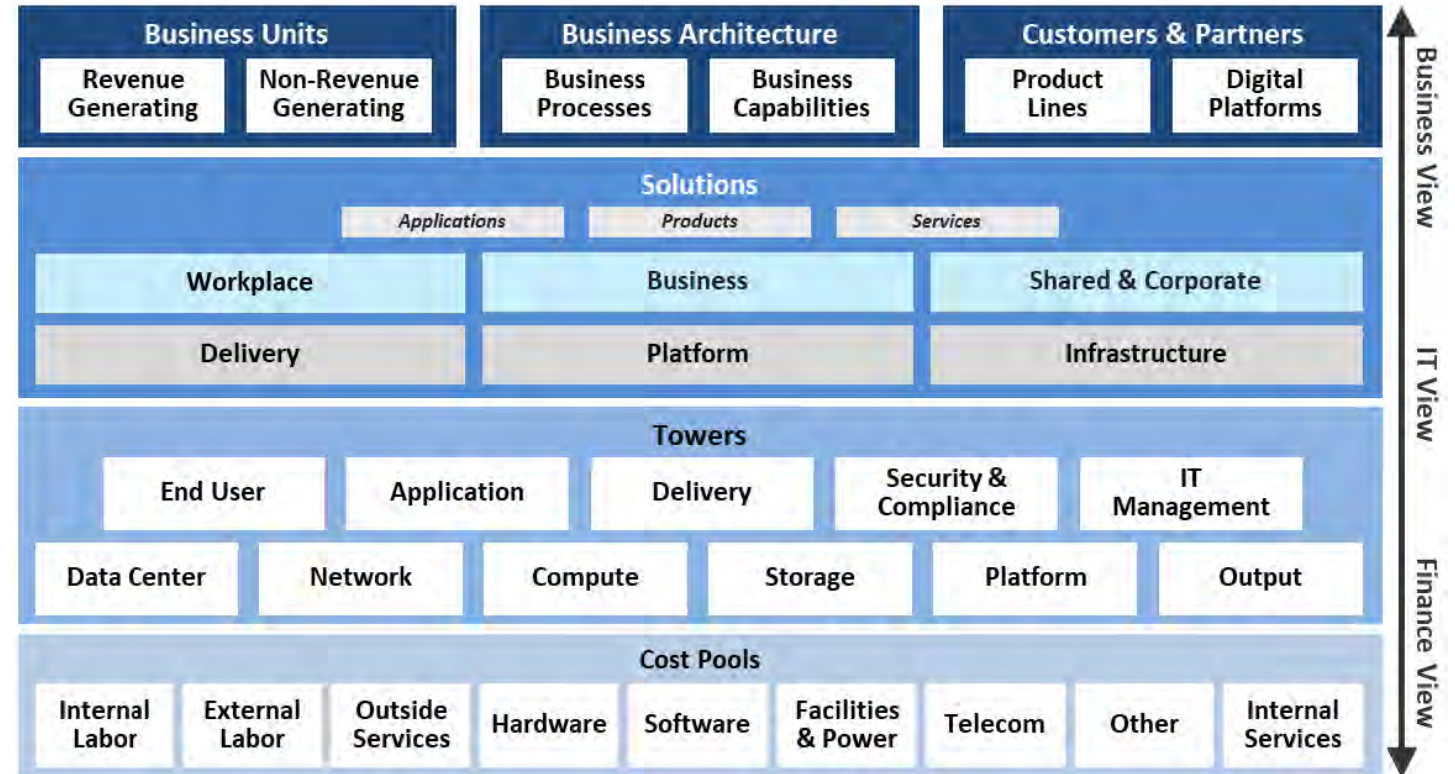 Business Units
Business Architecture
Customers & Partners
Revenue
Generating
Non-Revenue
Generating
Business
Processes
Business
Capabilities
Product
Lines
Digital
Platforms
Solutions
Applications
Products
Services
Workplace
Business
Shared & Corporate
Delivery
Platform
Infrastructure
Towers
End User
Application
Delivery
Security &
Compliance
IT
Management
Data Center
Network
Compute
Storage
Platform
Output
Cost Pools
Internal
Labor
External
Labor
Outside
Services
Hardware
Software
Facilities
& Power
Telecom
Other
Internal
Services
Business View
IT View
Finance View